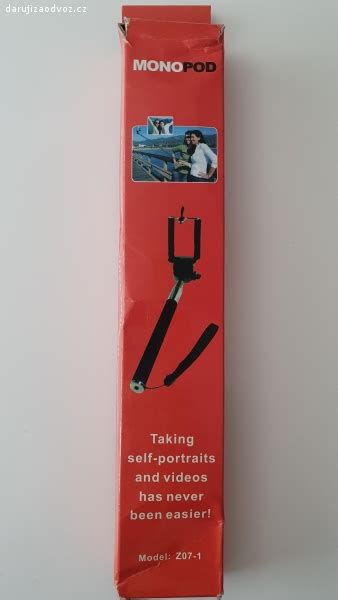 darujizaodvoz.cz
MONOPOD
Taking
self-portraits
and videos
has never
been easier!
Model: Z07-1